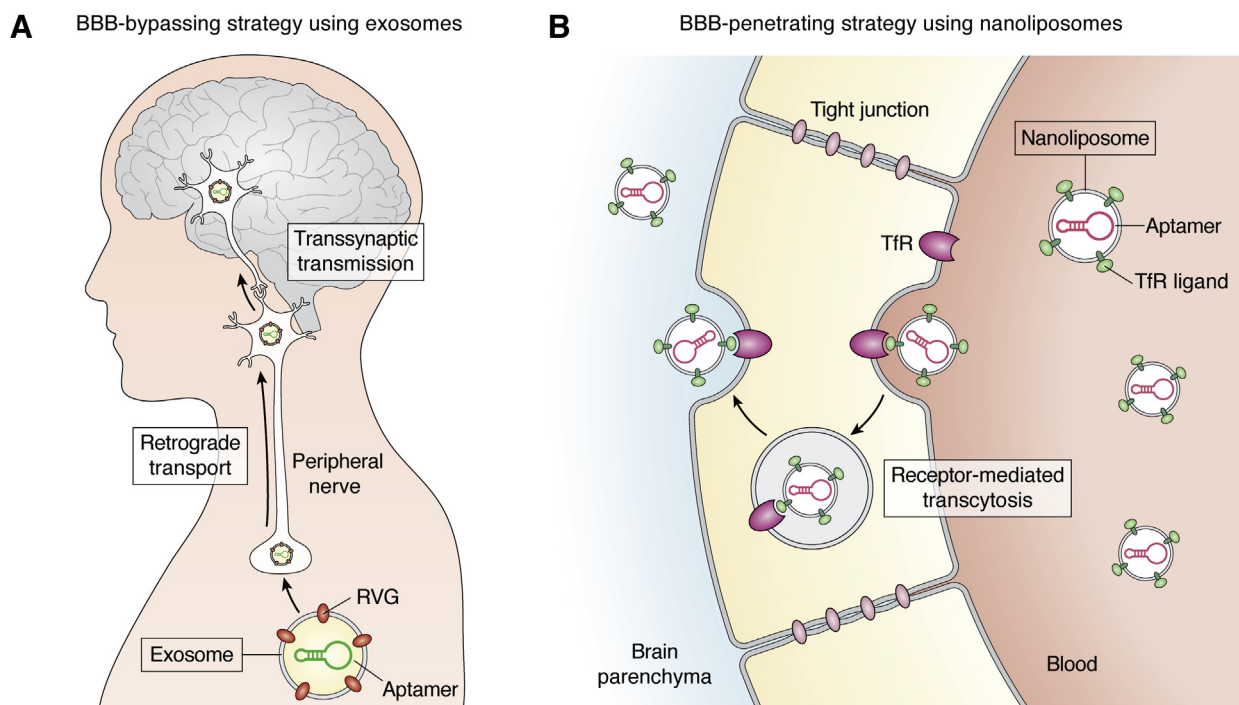 A
BBB-bypassing strategy using exosomes
Transsynaptic
transmission
Retrograde
transport
Peripheral
nerve
RVG
Exosome
Aptamer
B
BBB-penetrating strategy using nanoliposomes
Tight junction
Nanoliposome
TfR
Aptamer
TfR ligand
Receptor-mediated
transcytosis
Brain
parenchyma
Blood